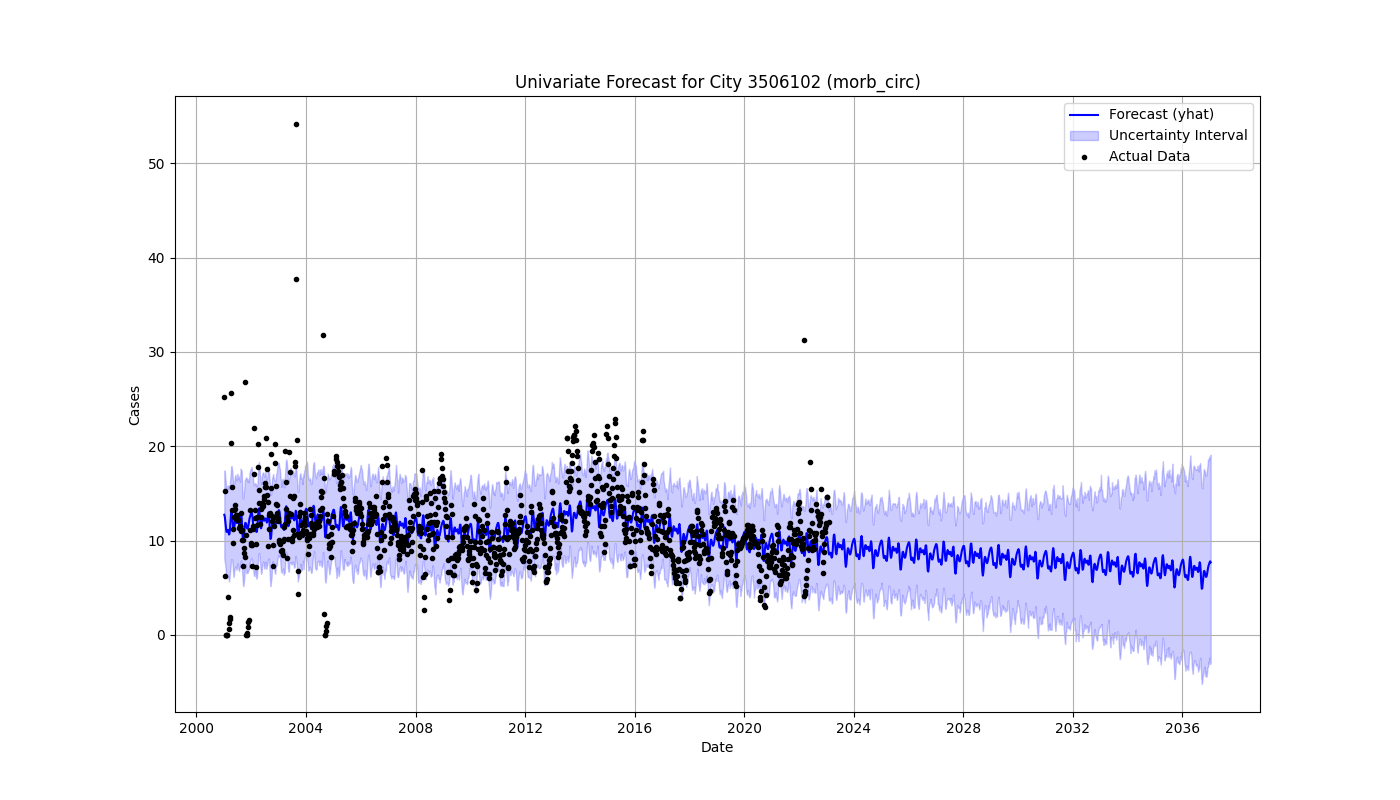 Univariate Forecast for City 3506102 (morb_circ)
Forecast (yhat)
Uncertainty Interval
Actual Data
Cases
50
40
30
20
10
0
2000 2004 2008 2012 2016 2020 2024 2028 2032 2036
Date